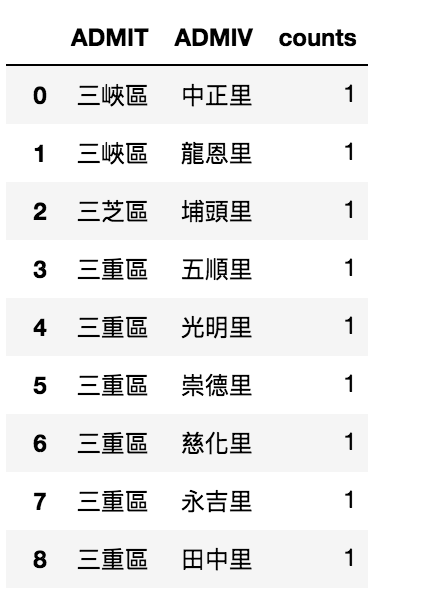 ADMIT ADMIV counts
0 三峽區 中正里 1
1 三峽區 龍恩里 1
2 三芝區 埔頭里 1
3 三重區 五順里 1
4 三重區 光明里 1
5 三重區 崇德里 1
6 三重區 慈化里 1
7 三重區 永吉里 1
8 三重區 田中里 1